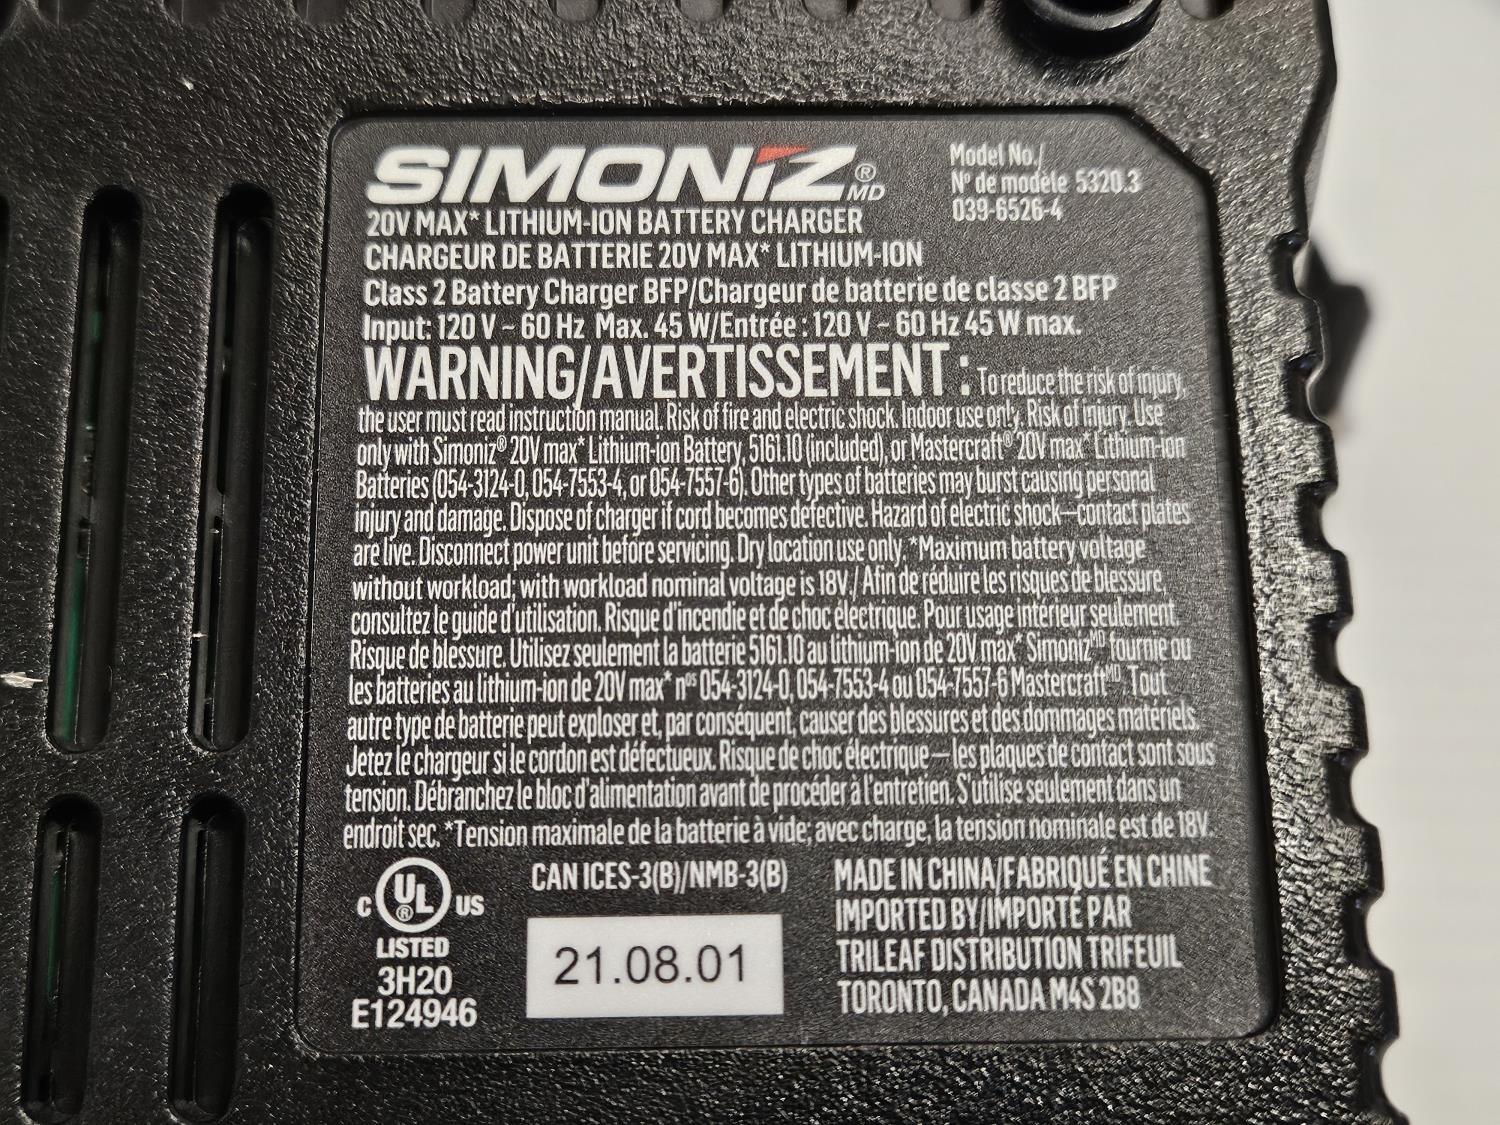 SIMONIZ®MD
Model No./
Nº de modèle 5320.3
039-6526-4
20V MAX* LITHIUM-ION BATTERY CHARGER
CHARGEUR DE BATTERIE 20V MAX* LITHIUM-ION
Class 2 Battery Charger BFP/Chargeur de batterie de classe 2 BFP
Input: 120 V ~ 60 Hz Max. 45 W/Entrée : 120 V ~ 60 Hz 45 W max.
WARNING/AVERTISSEMENT : To reduce the risk of injury,
the user must read instruction manual. Risk of fire and electric shock. Indoor use only. Risk of injury. Use
only with Simoniz® 20V max* Lithium-ion Battery, 5161.10 (included), or Mastercraft® 20V max* Lithium-ion
Batteries (054-3124-0, 054-7553-4, or 054-7557-6). Other types of batteries may burst causing personal
injury and damage. Dispose of charger if cord becomes defective. Hazard of electric shock—contact plates
are live. Disconnect power unit before servicing. Dry location use only. *Maximum battery voltage
without workload; with workload nominal voltage is 18V / Afin de réduire les risques de blessure,
consultez le guide d'utilisation. Risque d'incendie et de choc électrique. Pour usage intérieur seulement.
Risque de blessure. Utilisez seulement la batterie 5161.10 au lithium-ion de 20V max* SimonizMD fournie ou
les batteries au lithium-ion de 20V max* nos 054-3124-0, 054-7553-4 ou 054-7557-6 MastercraftMD. Tout
autre type de batterie peut exploser et, par conséquent, causer des blessures et des dommages matériels.
Jetez le chargeur si le cordon est défectueux. Risque de choc électrique — les plaques de contact sont sous
tension. Débranchez le bloc d'alimentation avant de procéder à l'entretien. S'utilise seulement dans un
endroit sec. *Tension maximale de la batterie à vide; avec charge, la tension nominale est de 18V.
C UL® US
LISTED
3H20
E124946
CAN ICES-3(B)/NMB-3(B)
21.08.01
MADE IN CHINA/FABRIQUÉ EN CHINE
IMPORTED BY/IMPORTÉ PAR
TRILEAF DISTRIBUTION TRIFEUIL
TORONTO, CANADA M4S 2B8